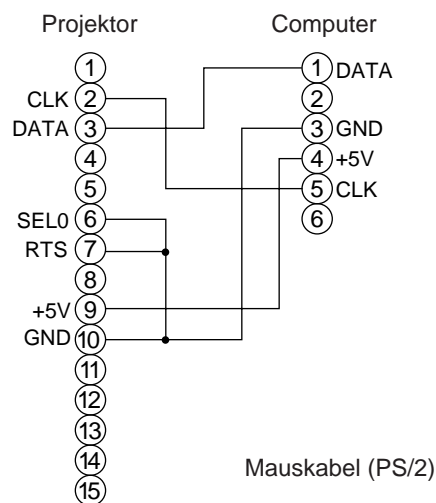 Projektor Computer
1 1 DATA
CLK 2 2
DATA 3 3 GND
4 4 +5V
5 5 CLK
SEL0 6 6
RTS 7
8
+5V 9
GND 10
11
12
13
14 Mauskabel (PS/2)
15